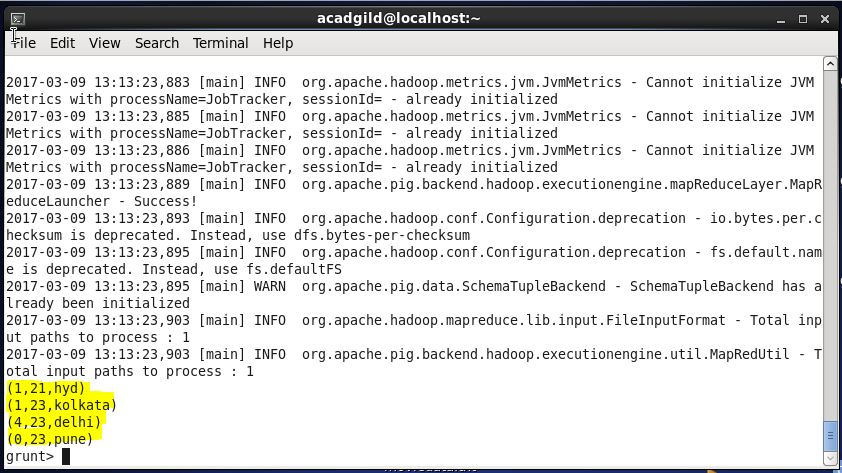 acadgild@localhost:~
File Edit View Search Terminal Help
2017-03-09 13:13:23,883 [main] INFO  org.apache.hadoop.metrics.jvm.JvmMetrics - Cannot initialize JVM
Metrics with processName=JobTracker, sessionId= - already initialized
2017-03-09 13:13:23,885 [main] INFO  org.apache.hadoop.metrics.jvm.JvmMetrics - Cannot initialize JVM
Metrics with processName=JobTracker, sessionId= - already initialized
2017-03-09 13:13:23,886 [main] INFO  org.apache.hadoop.metrics.jvm.JvmMetrics - Cannot initialize JVM
Metrics with processName=JobTracker, sessionId= - already initialized
2017-03-09 13:13:23,889 [main] INFO  org.apache.pig.backend.hadoop.executionengine.mapReduceLayer.MapR
educeLauncher - Success!
2017-03-09 13:13:23,893 [main] INFO  org.apache.hadoop.conf.Configuration.deprecation - io.bytes.per.c
hecksum is deprecated. Instead, use dfs.bytes-per-checksum
2017-03-09 13:13:23,895 [main] INFO  org.apache.hadoop.conf.Configuration.deprecation - fs.default.nam
e is deprecated. Instead, use fs.defaultFS
2017-03-09 13:13:23,895 [main] WARN  org.apache.pig.data.SchemaTupleBackend - SchemaTupleBackend has a
lready been initialized
2017-03-09 13:13:23,903 [main] INFO  org.apache.hadoop.mapreduce.lib.input.FileInputFormat - Total inp
ut paths to process : 1
2017-03-09 13:13:23,903 [main] INFO  org.apache.pig.backend.hadoop.executionengine.util.MapRedUtil - T
otal input paths to process : 1
(1,21,hyd)
(1,23,kolkata)
(4,23,delhi)
(0,23,pune)
grunt>